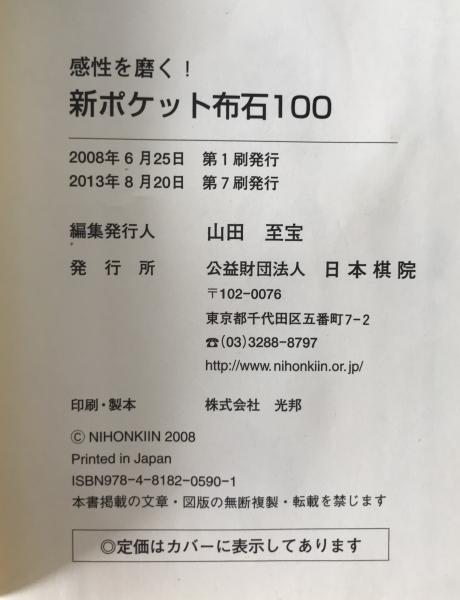 感性を磨く!
新ポケット布石100
2008年6月25日 第1刷発行
2013年8月20日 第7刷発行
編集発行人 山田 至宝
発行所 公益財団法人 日本棋院
〒102-0076
東京都千代田区五番町7-2
☎(03)3288-8797
http://www.nihonkiin.or.jp/
印刷・製本 株式会社 光邦
Ⓒ NIHONKIIN 2008
Printed in Japan
ISBN978-4-8182-0590-1
本書掲載の文章・図版の無断複製・転載を禁じます
◎定価はカバーに表示してあります